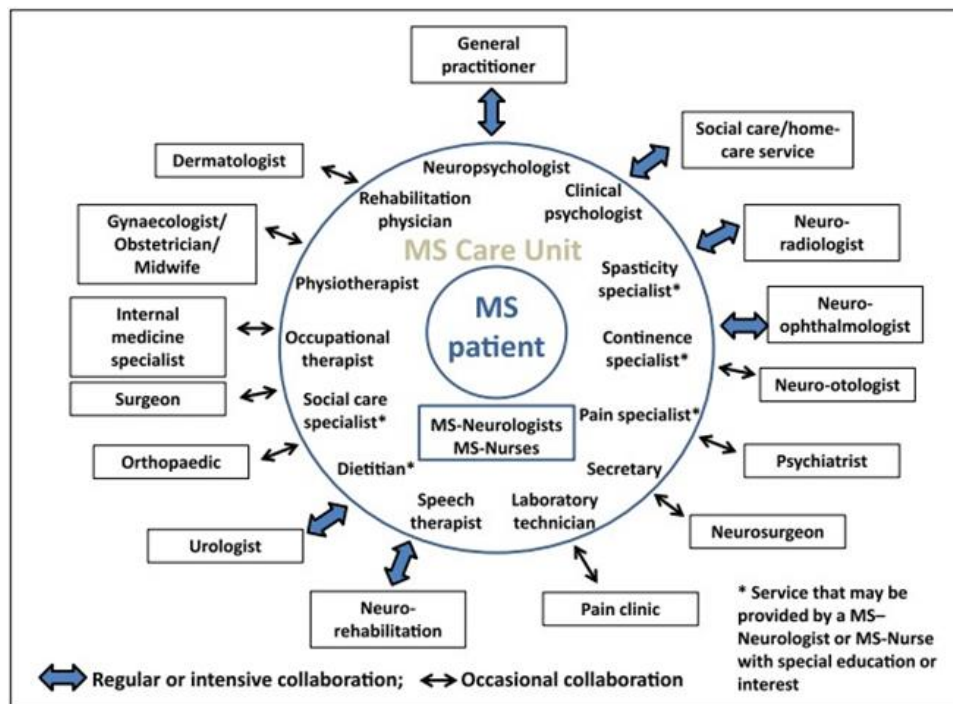 General
practitioner
Social care/home-
care service
Dermatologist
Neuropsychologist
Clinical
psychologist
Rehabilitation
physician
Gynaecologist/
Obstetrician/
Midwife
MS Care Unit
Neuro-
radiologist
Physiotherapist
Spasticity
specialist*
MS
patient
Internal
medicine
specialist
Occupational
therapist
Continence
specialist*
Neuro-
ophthalmologist
Surgeon
Social care
specialist*
MS-Neurologists
MS-Nurses
Pain specialist*
Neuro-otologist
Orthopaedic
Dietitian*
Secretary
Psychiatrist
Speech
therapist
Laboratory
technician
Urologist
Neurosurgeon
Neuro-
rehabilitation
Pain clinic
* Service that may be
provided by a MS–
Neurologist or MS-Nurse
with special education or
interest
Regular or intensive collaboration;
Occasional collaboration